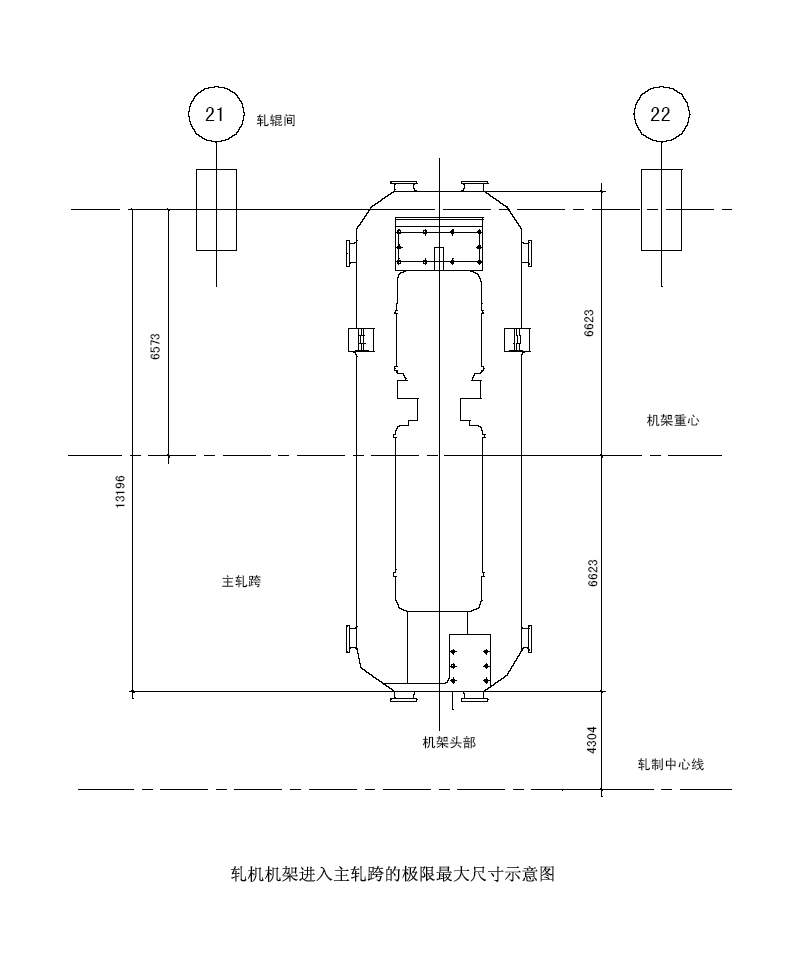 21
轧辊间
22
6623
6573
机架重心
13196
6623
主轧跨
4304
机架头部
轧制中心线
轧机机架进入主轧跨的极限最大尺寸示意图